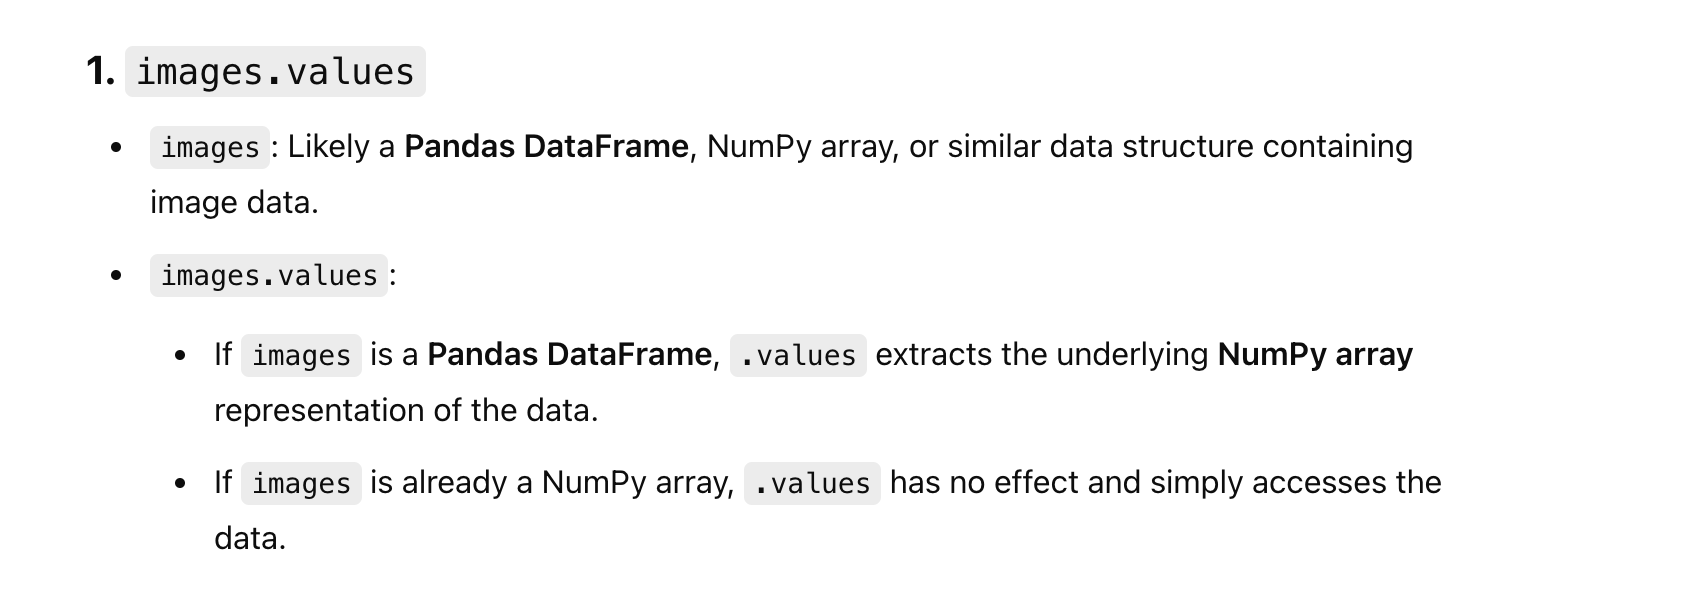 1. images.values
• images: Likely a Pandas DataFrame, NumPy array, or similar data structure containing
image data.
• images.values:
• If images is a Pandas DataFrame, .values extracts the underlying NumPy array
representation of the data.
• If images is already a NumPy array, .values has no effect and simply accesses the
data.